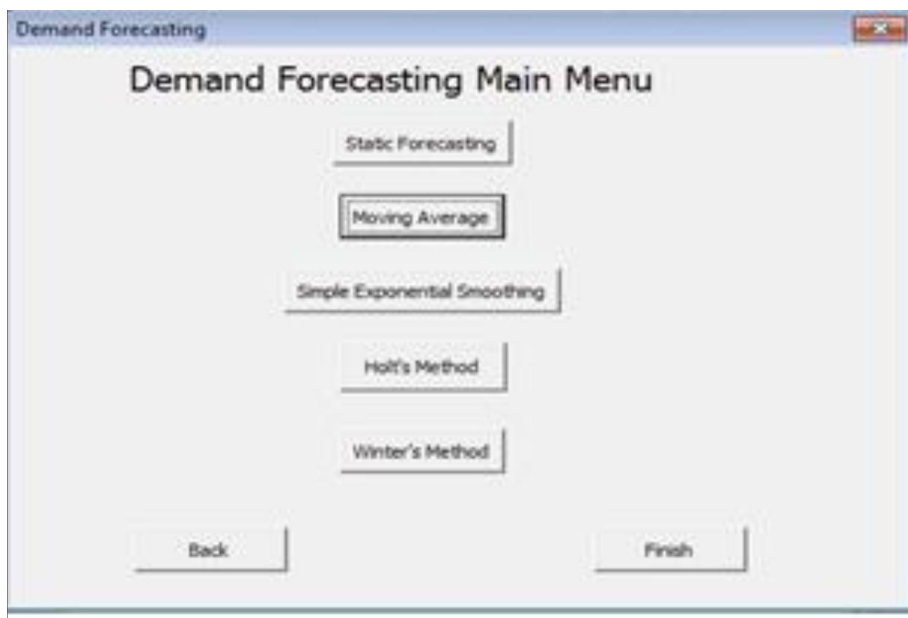 Demand Forecasting
Demand Forecasting Main Menu
Static Forecasting
Moving Average
Simple Exponential Smoothing
Holt's Method
Winter's Method
Back
Finish